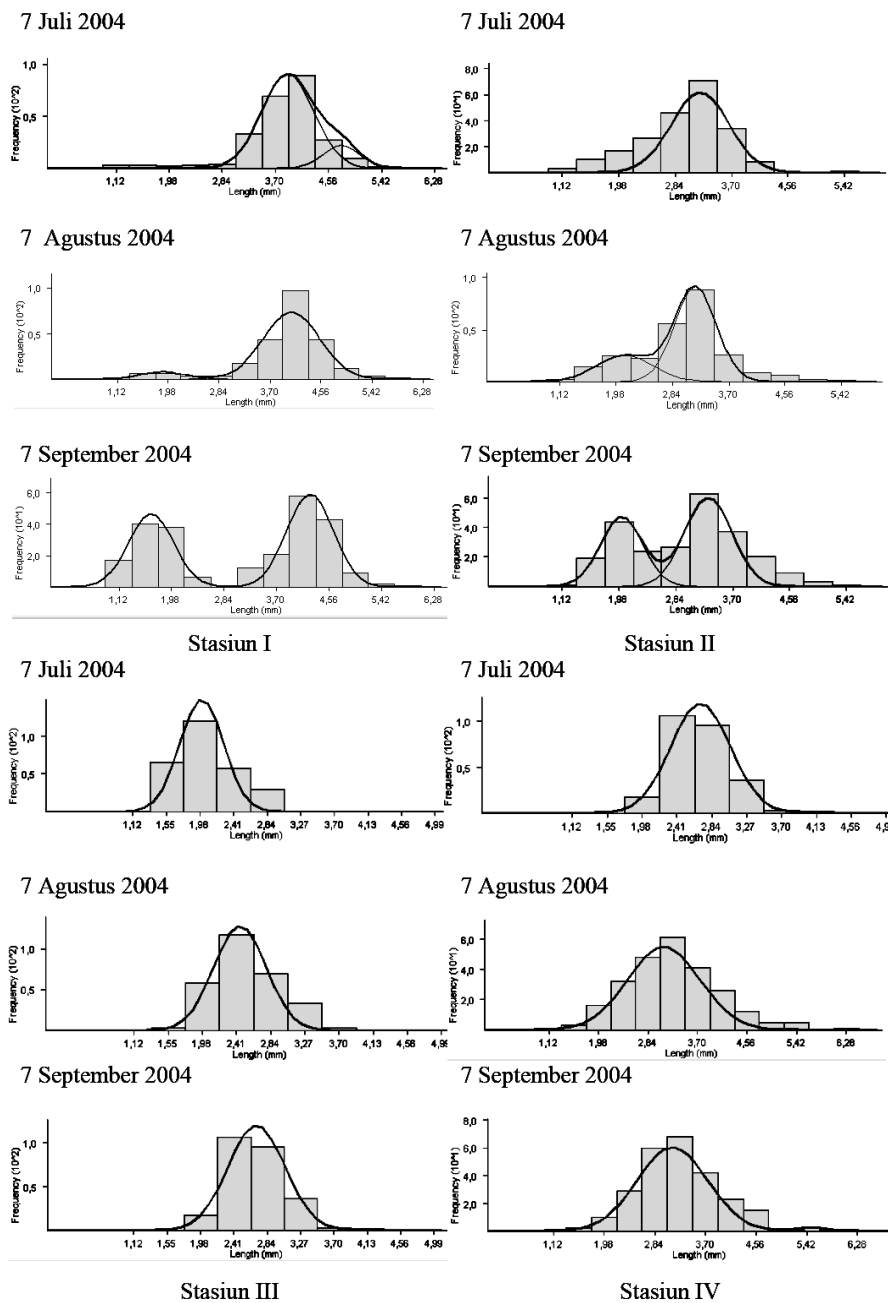 7 Juli 2004
Frequency (10^2)
1,0
0,5
1,12 1,98 2,84 3,70 4,56 5,42 6,28
Length (mm)
7 Juli 2004
Frequency (10^1)
8,0
6,0
4,0
2,0
1,12 1,98 2,84 3,70 4,56 5,42
Length (mm)
7 Agustus 2004
Frequency (10^2)
1,0
0,5
1,12 1,98 2,84 3,70 4,56 5,42 6,28
Length (mm)
7 Agustus 2004
Frequency (10^2)
1,0
0,5
1,12 1,98 2,84 3,70 4,56 5,42
Length (mm)
7 September 2004
Frequency (10^1)
6,0
4,0
2,0
1,12 1,98 2,84 3,70 4,56 5,42 6,28
Length (mm)
7 September 2004
Frequency (10^1)
6,0
4,0
2,0
1,12 1,98 2,84 3,70 4,58 5,42
Length (mm)
Stasiun I
Stasiun II
7 Juli 2004
Frequency (10^2)
1,0
0,5
1,12 1,55 1,98 2,41 2,84 3,27 3,70 4,13 4,56 4,99
Length (mm)
7 Juli 2004
Frequency (10^2)
1,0
0,5
1,12 1,55 1,98 2,41 2,84 3,27 3,70 4,13 4,56 4,9
Length (mm)
7 Agustus 2004
Frequency (10^2)
1,0
0,5
1,12 1,55 1,98 2,41 2,84 3,27 3,70 4,13 4,56 4,99
Length (mm)
7 Agustus 2004
Frequency (10^1)
6,0
4,0
2,0
1,12 1,98 2,84 3,70 4,56 5,42 6,28
Length (mm)
7 September 2004
Frequency (10^2)
1,0
0,5
1,12 1,55 1,98 2,41 2,84 3,27 3,70 4,13 4,56 4,99
Length (mm)
7 September 2004
Frequency (10^1)
8,0
6,0
4,0
2,0
1,12 1,98 2,84 3,70 4,56 5,42 6,28
Length (mm)
Stasiun III
Stasiun IV